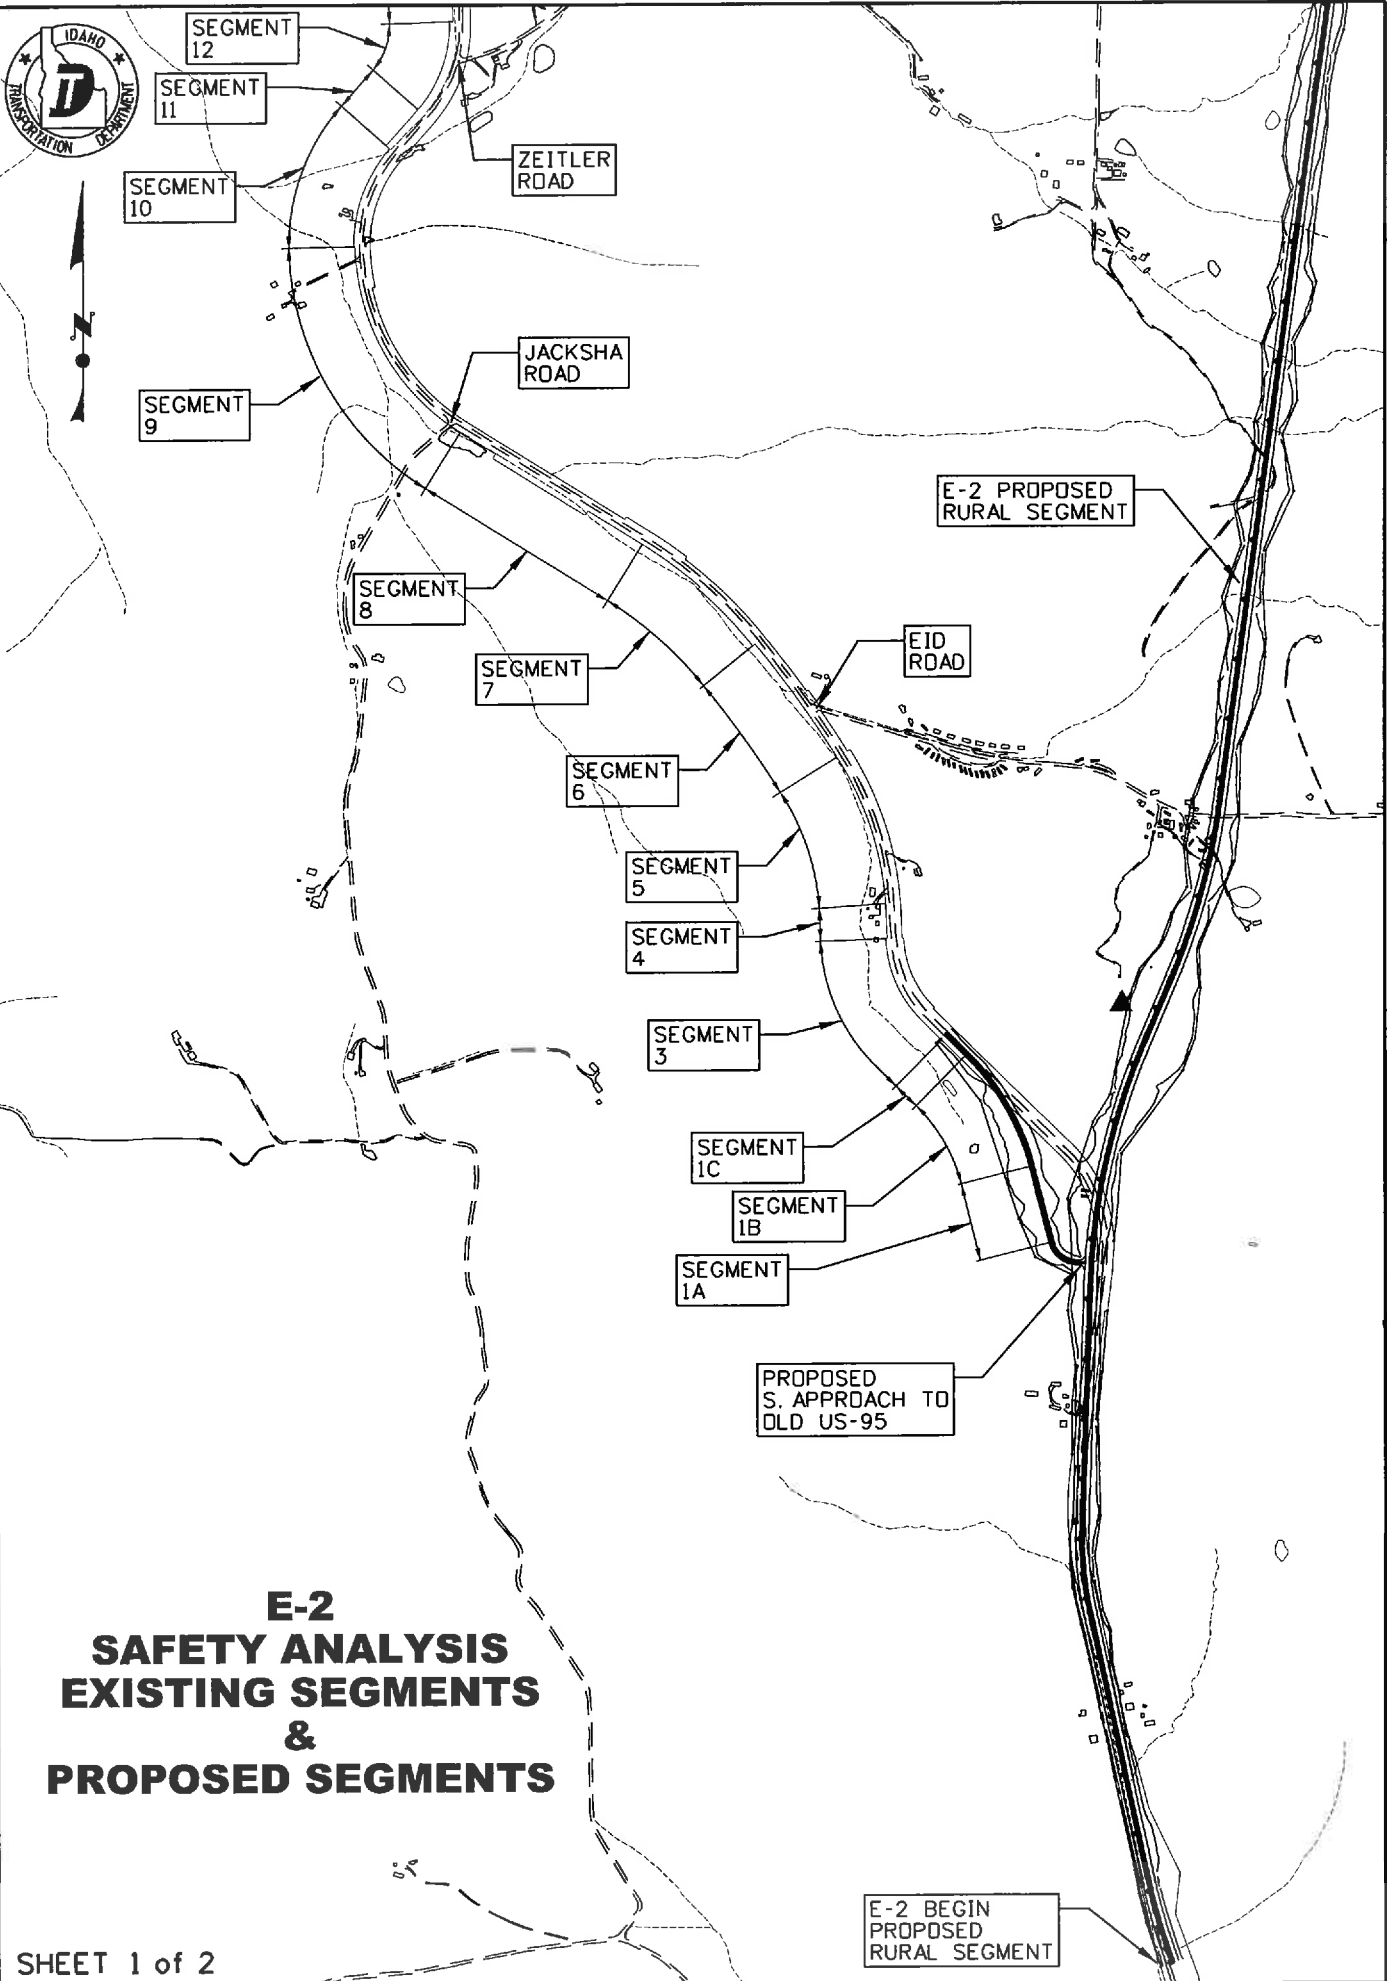 IDAHO
TRANSPORTATION DEPARTMENT
SEGMENT
12
SEGMENT
11
ZEITLER
ROAD
SEGMENT
10
N
JACKSHA
ROAD
SEGMENT
9
E-2 PROPOSED
RURAL SEGMENT
SEGMENT
8
EID
ROAD
SEGMENT
7
SEGMENT
6
SEGMENT
5
SEGMENT
4
SEGMENT
3
SEGMENT
1C
SEGMENT
1B
SEGMENT
1A
PROPOSED
S. APPROACH TO
OLD US-95
E-2
SAFETY ANALYSIS
EXISTING SEGMENTS
&
PROPOSED SEGMENTS
E-2 BEGIN
PROPOSED
RURAL SEGMENT
SHEET 1 of 2